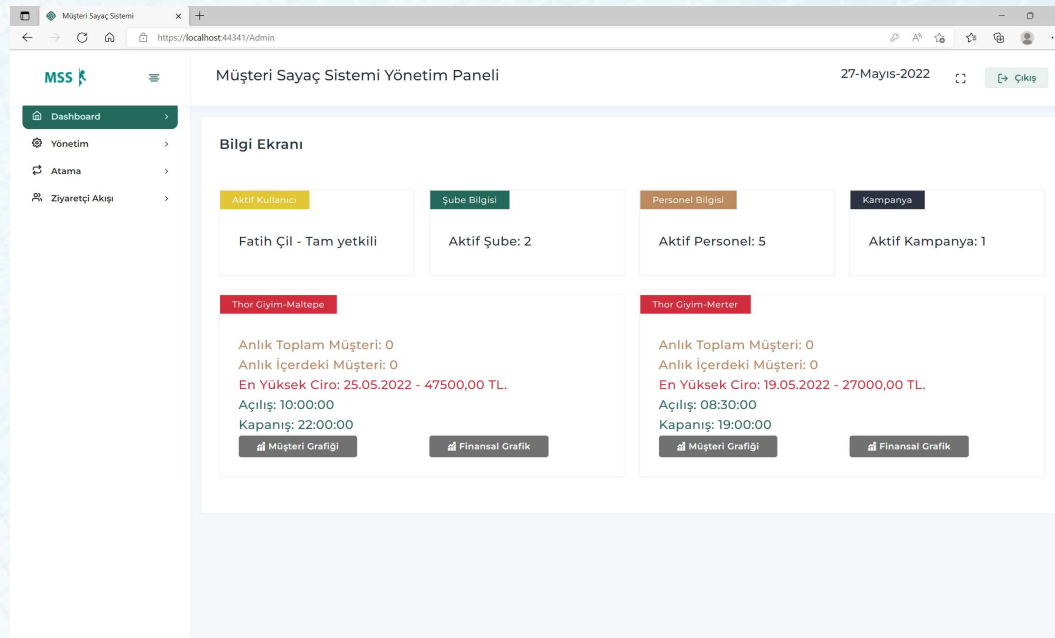 Müşteri Sayaç Sistemi
https://localhost:44341/Admin
MSS
Müşteri Sayaç Sistemi Yönetim Paneli
27-Mayıs-2022
Çıkış
Dashboard
Yönetim
Atama
Ziyaretçi Akışı
Bilgi Ekranı
Aktif Kullanıcı
Fatih Çil - Tam yetkili
Şube Bilgisi
Aktif Şube: 2
Personel Bilgisi
Aktif Personel: 5
Kampanya
Aktif Kampanya: 1
Thor Giyim-Maltepe
Anlık Toplam Müşteri: 0
Anlık İçerdeki Müşteri: 0
En Yüksek Ciro: 25.05.2022 - 47500,00 TL.
Açılış: 10:00:00
Kapanış: 22:00:00
Müşteri Grafiği
Finansal Grafik
Thor Giyim-Merter
Anlık Toplam Müşteri: 0
Anlık İçerdeki Müşteri: 0
En Yüksek Ciro: 19.05.2022 - 27000,00 TL.
Açılış: 08:30:00
Kapanış: 19:00:00
Müşteri Grafiği
Finansal Grafik